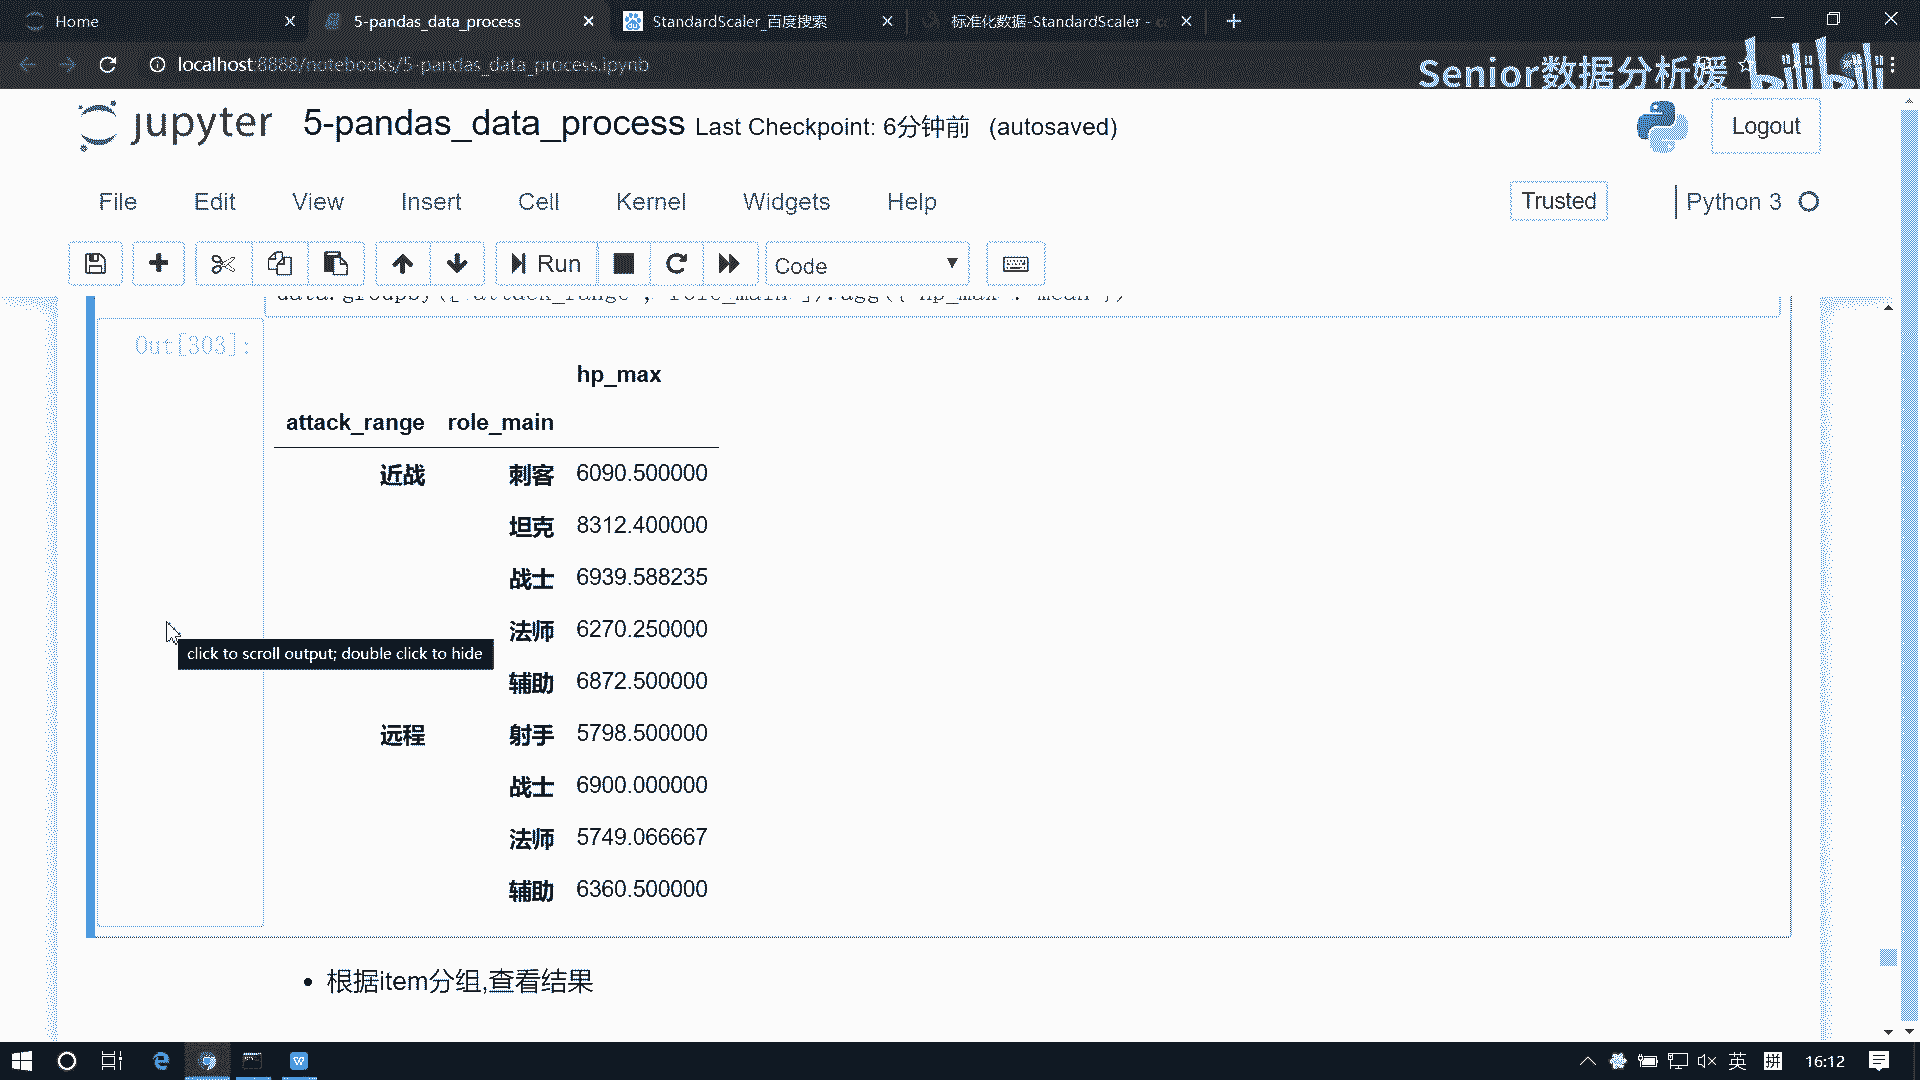 Home
5-pandas_data_process
StandardScaler_百度搜索
标准化数据-StandardScaler - c
localhost:8888/notebooks/5-pandas_data_process.ipynb
Senior数据分析媛
bilibili
jupyter 5-pandas_data_process Last Checkpoint: 6分钟前 (autosaved)
Logout
File Edit View Insert Cell Kernel Widgets Help
Trusted
Python 3
Run
Code
data.groupby(['attack_range', 'role_main']).agg({'hp_max':'mean'})
Out[303]:
hp_max
attack_range role_main
近战 刺客 6090.500000
坦克 8312.400000
战士 6939.588235
法师 6270.250000
click to scroll output; double click to hide
辅助 6872.500000
远程 射手 5798.500000
战士 6900.000000
法师 5749.066667
辅助 6360.500000
• 根据item分组,查看结果
英
拼
16:12